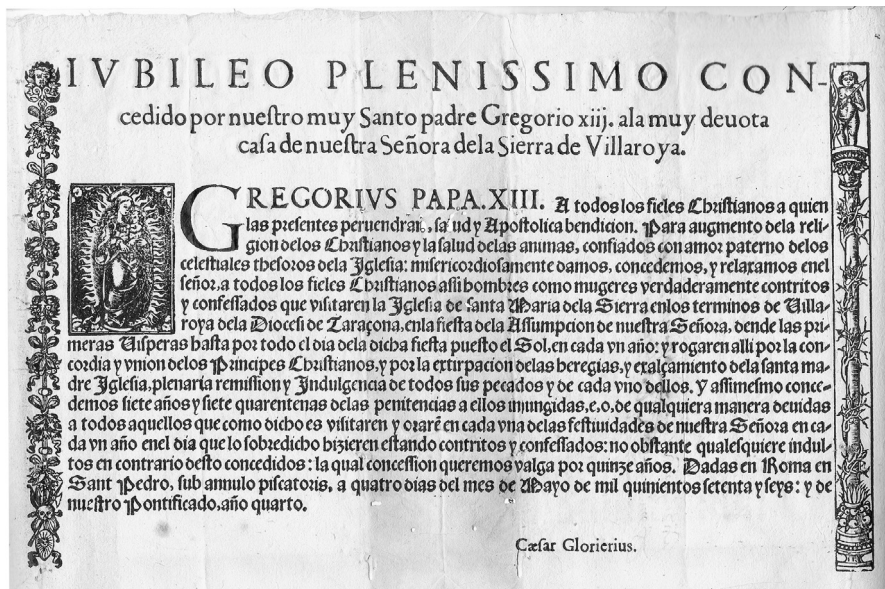 IVBILEO PLENISSIMO CON-
cedido por nuestro muy Santo padre Gregorio xiij. ala muy deuota
casa de nuestra Señora dela Sierra de Villaroya.
GREGORIVS PAPA.XIII. A todos los fieles Christianos a quien
las presentes peruendran, salud y Apostolica bendicion. Para augmento dela reli-
gion delos Christianos y la salud delas animas, confiados con amor paterno delos
celestiales thesoros dela Iglesia: misericordiosamente damos, concedemos, y relaxamos enel
señor, a todos los fieles Christianos assi hombres como mugeres verdaderamente contritos
y confessados que visitaren la Iglesia de Santa Maria dela Sierra enlos terminos de Villa-
roya dela Diocesi de Taraçona, enla fiesta dela Assumpcion de nuestra Señora, dende las pri-
meras Uisperas hasta por todo el dia dela dicha fiesta puesto el Sol, en cada vn año: y rogaren alli por la con-
cordia y vnion delos Principes Christianos, y por la extirpacion delas heregias, y exalçamiento dela santa ma-
dre Iglesia, plenaria remission y Indulgencia de todos sus pecados y de cada vno dellos. Y assimesmo conce-
demos siete años y siete quarentenas delas penitencias a ellos iniungidas, e, o, de qualquiera manera deuidas
a todos aquellos que como dicho es visitaren y orarẽ en cada vna delas festiuidades de nuestra Señora en ca-
da vn año enel dia que lo sobredicho hizieren estando contritos y confessados: no obstante qualesquiere indul-
tos en contrario desto concedidos: la qual concession queremos valga por quinze años. Dadas en Roma en
Sant Pedro, sub annulo piscatoris, a quatro dias del mes de Mayo de mil quinientos setenta y seys: y de
nuestro Pontificado, año quarto.
Cæsar Glorierius.